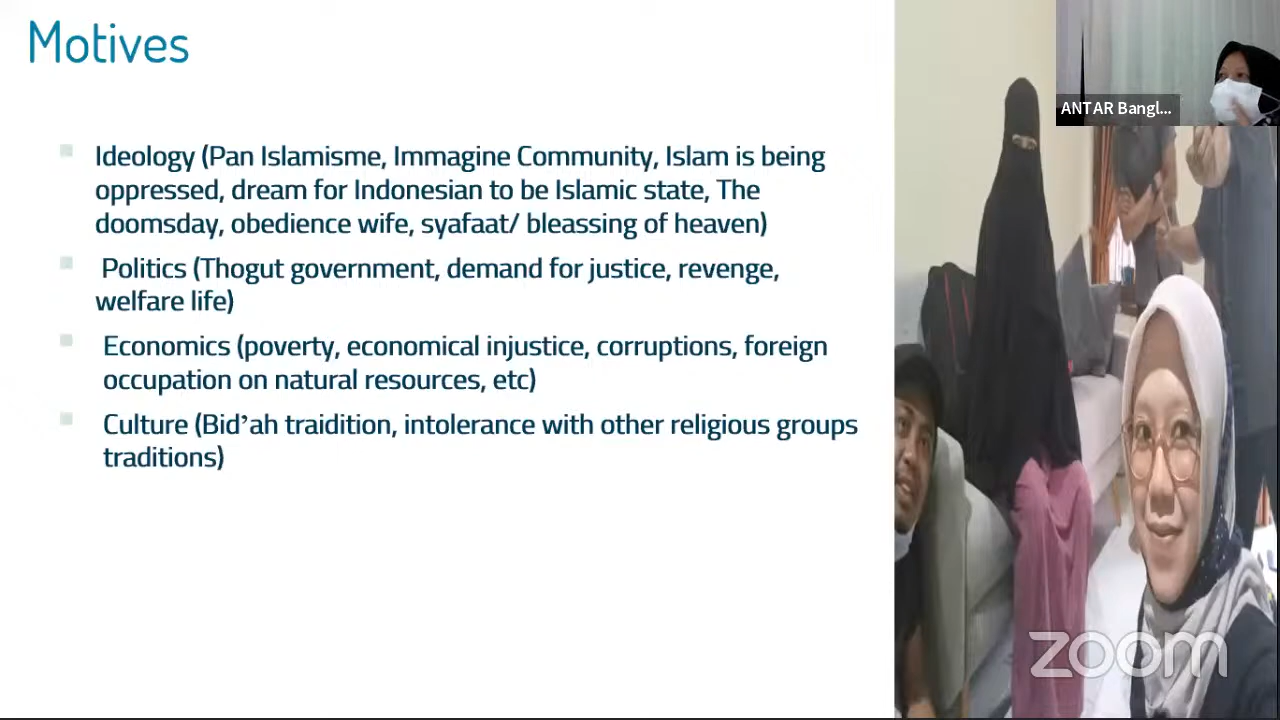 Motives
ANTAR Bangl...
Ideology (Pan Islamisme, Immagine Community, Islam is being
oppressed, dream for Indonesian to be Islamic state, The
doomsday, obedience wife, syafaat/ bleassing of heaven)
Politics (Thogut government, demand for justice, revenge,
welfare life)
Economics (poverty, economical injustice, corruptions, foreign
occupation on natural resources, etc)
Culture (Bid’ah traidition, intolerance with other religious groups
traditions)
zoom